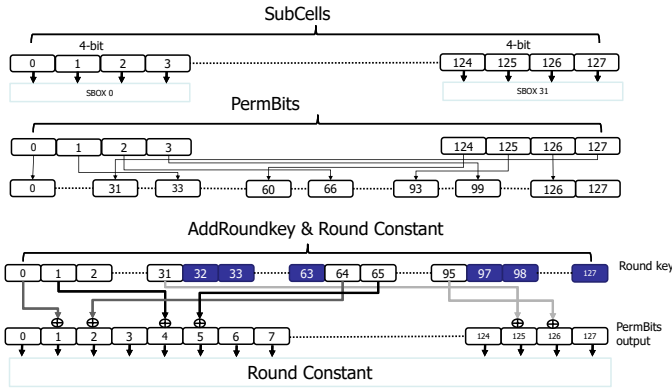 SubCells
4-bit 4-bit
0 1 2 3 124 125 126 127
SBOX 0 SBOX 31
PermBits
0 1 2 3 124 125 126 127
0 31 33 60 66 93 99 126 127
AddRoundkey & Round Constant
0 1 2 31 32 33 63 64 65 95 97 98 127 Round key
PermBits
0 1 2 3 4 5 6 7 124 125 126 127 output
Round Constant